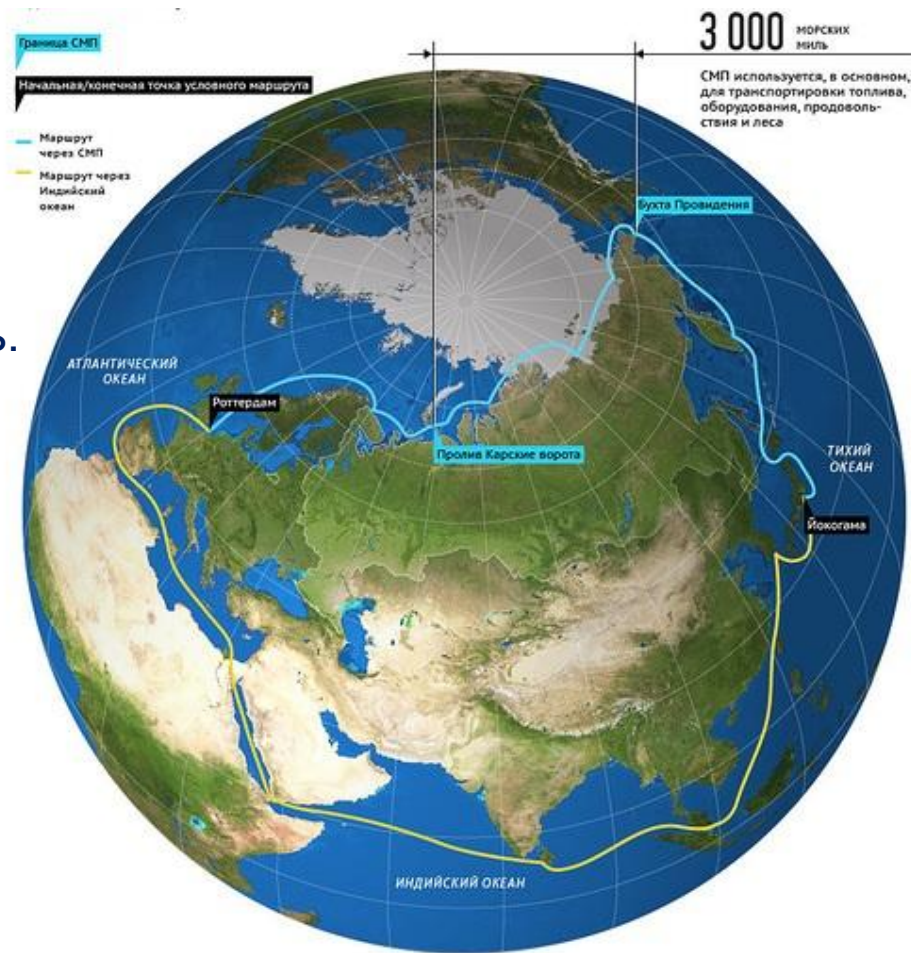 Граница СМП
Начальная/конечная точка условного маршрута
Маршрут
через СМП
Маршрут через
Индийский
океан
3 000 МОРСКИХ
МИЛЬ
СМП используется, в основном,
для транспортировки топлива,
оборудования, продоволь-
ствия и леса
Бухта Провидения
АТЛАНТИЧЕСКИЙ
ОКЕАН
Роттердам
Пролив Карские ворота
ТИХИЙ
ОКЕАН
Йокогама
ИНДИЙСКИЙ ОКЕАН